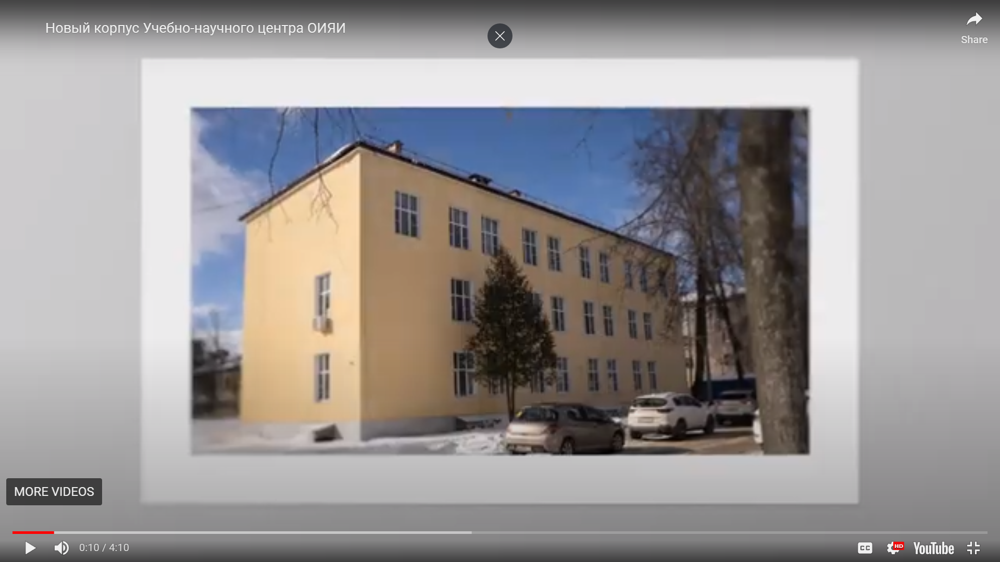 Новый корпус Учебно-научного центра ОИЯИ
Share
MORE VIDEOS
0:10 / 4:10
CC
HD
YouTube